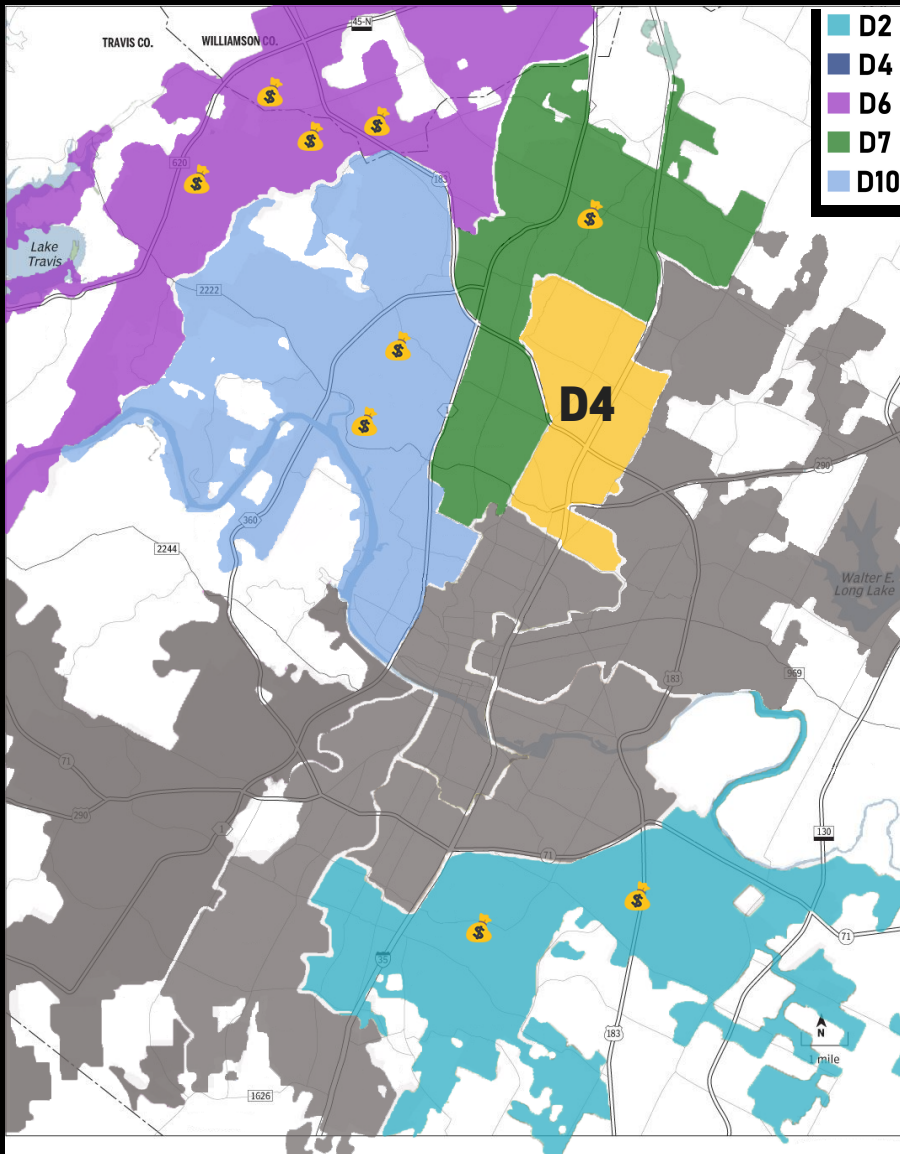 D2
D4
D6
D7
D10
45-N
TRAVIS CO.
WILLIAMSON CO.
620
183
Lake
Travis
2222
D4
1
290
360
2244
Walter E.
Long Lake
183
969
71
290
1
130
71
71
35
183
N
1 mile
1626
$
$
$
$
$
$
$
$
$